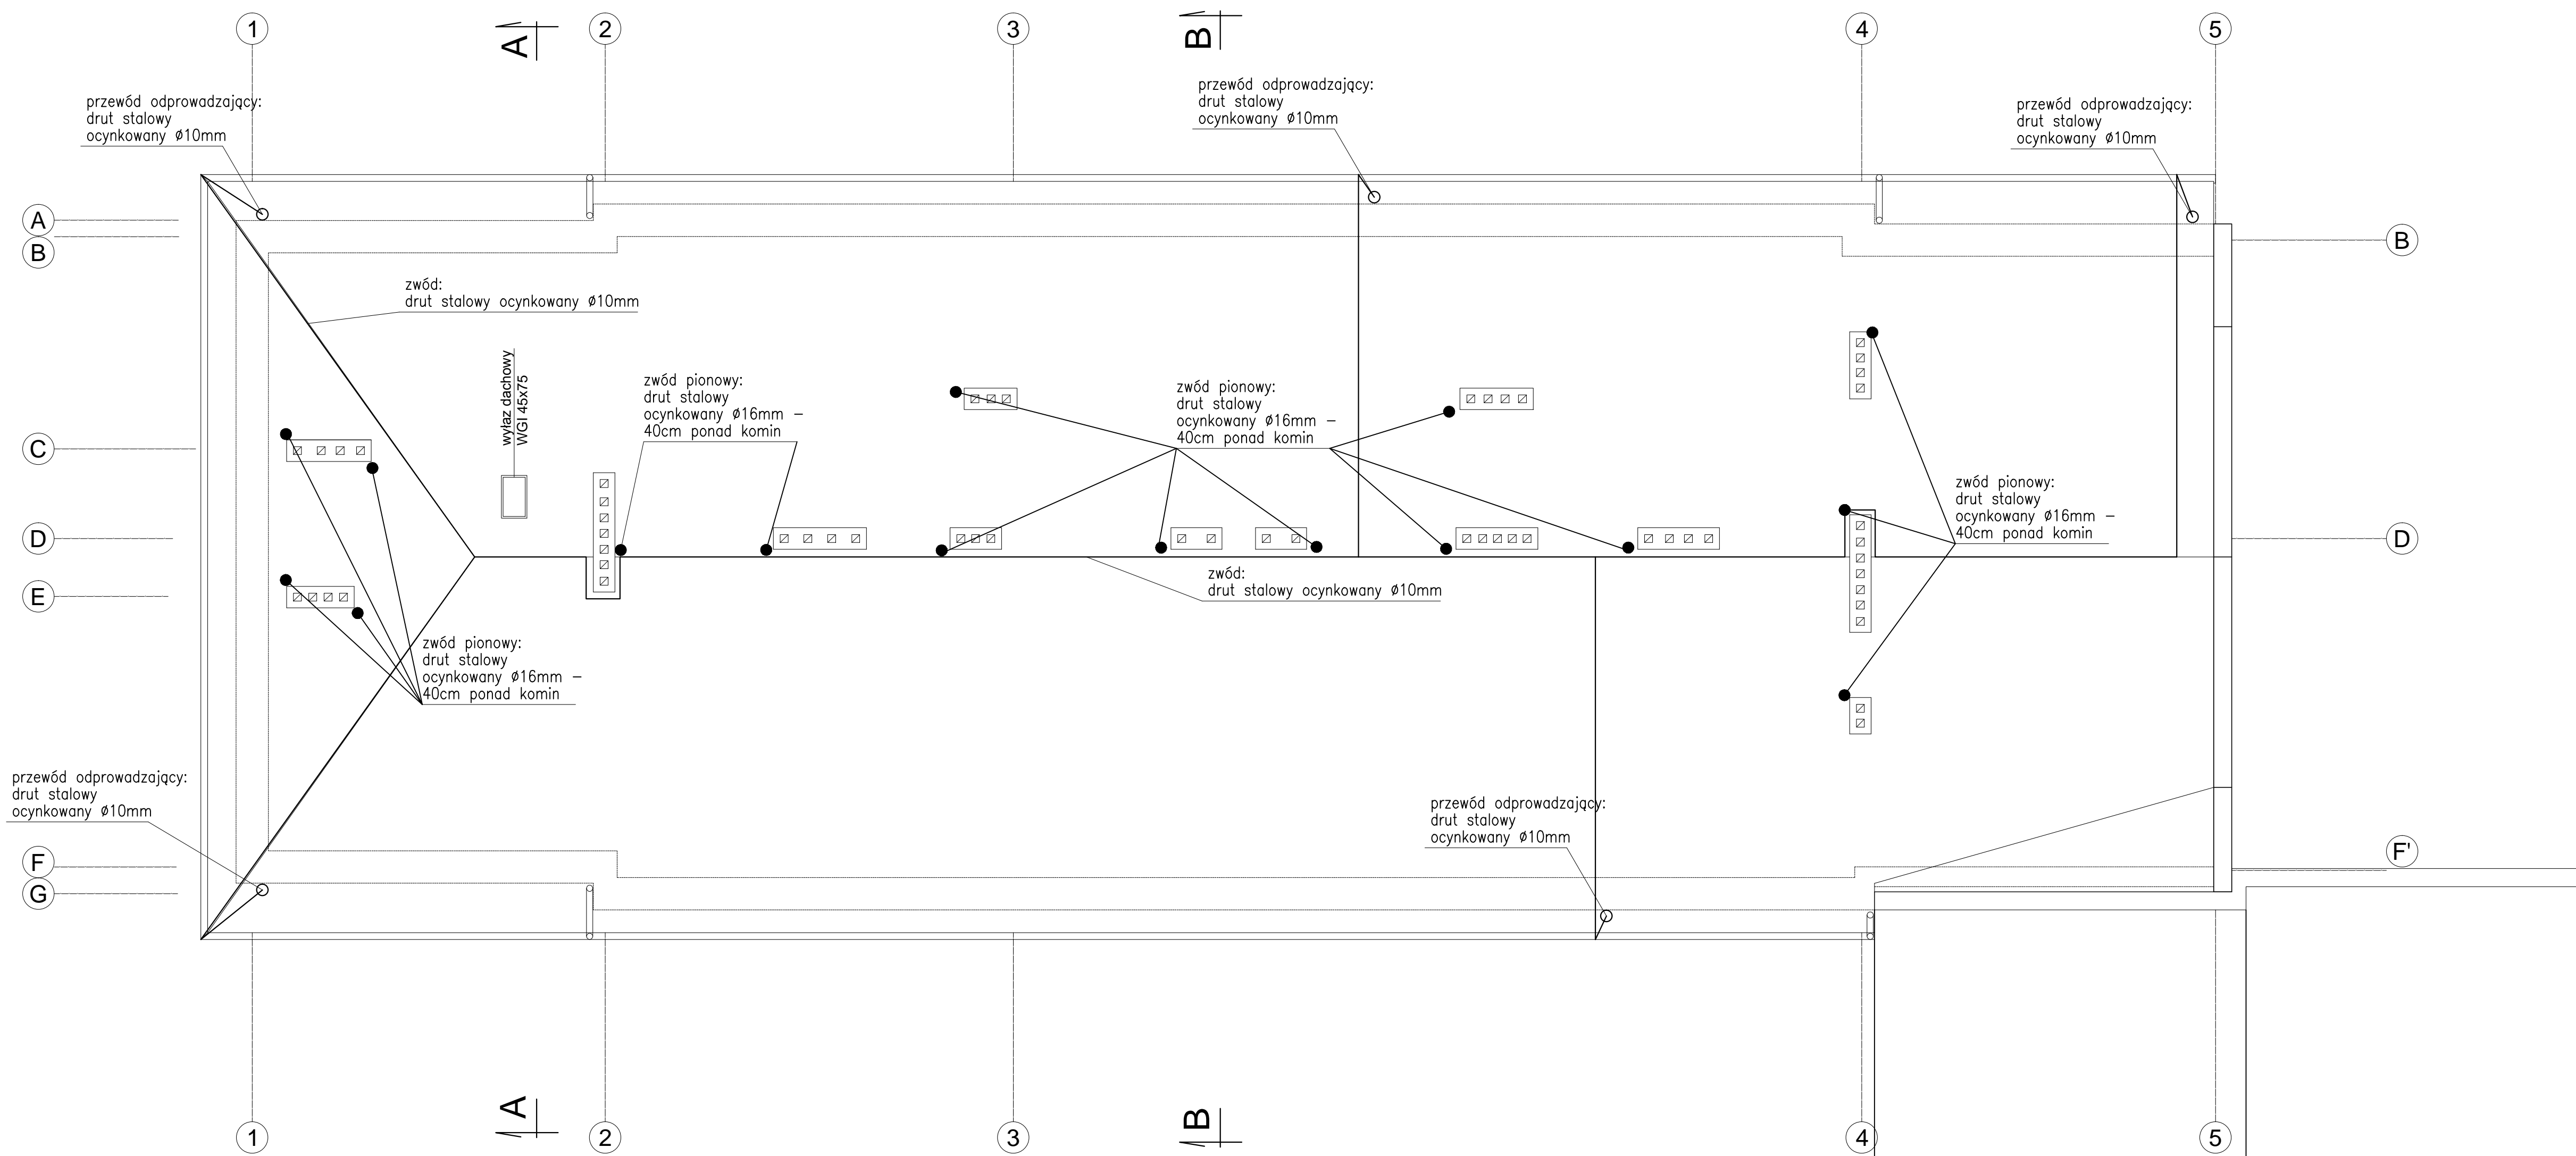 1
A
2
3
B
4
5
przewód odprowadzający:
drut stalowy
ocynkowany ø10mm
przewód odprowadzający:
drut stalowy
ocynkowany ø10mm
przewód odprowadzający:
drut stalowy
ocynkowany ø10mm
A
B
B
zwód:
drut stalowy ocynkowany ø10mm
wyłaz dachowy
WGI 45x75
zwód pionowy:
drut stalowy
ocynkowany ø16mm –
40cm ponad komin
zwód pionowy:
drut stalowy
ocynkowany ø16mm –
40cm ponad komin
C
zwód pionowy:
drut stalowy
ocynkowany ø16mm –
40cm ponad komin
D
D
zwód:
drut stalowy ocynkowany ø10mm
E
zwód pionowy:
drut stalowy
ocynkowany ø16mm –
40cm ponad komin
przewód odprowadzający:
drut stalowy
ocynkowany ø10mm
przewód odprowadzający:
drut stalowy
ocynkowany ø10mm
F
F'
G
1
A
2
3
B
4
5